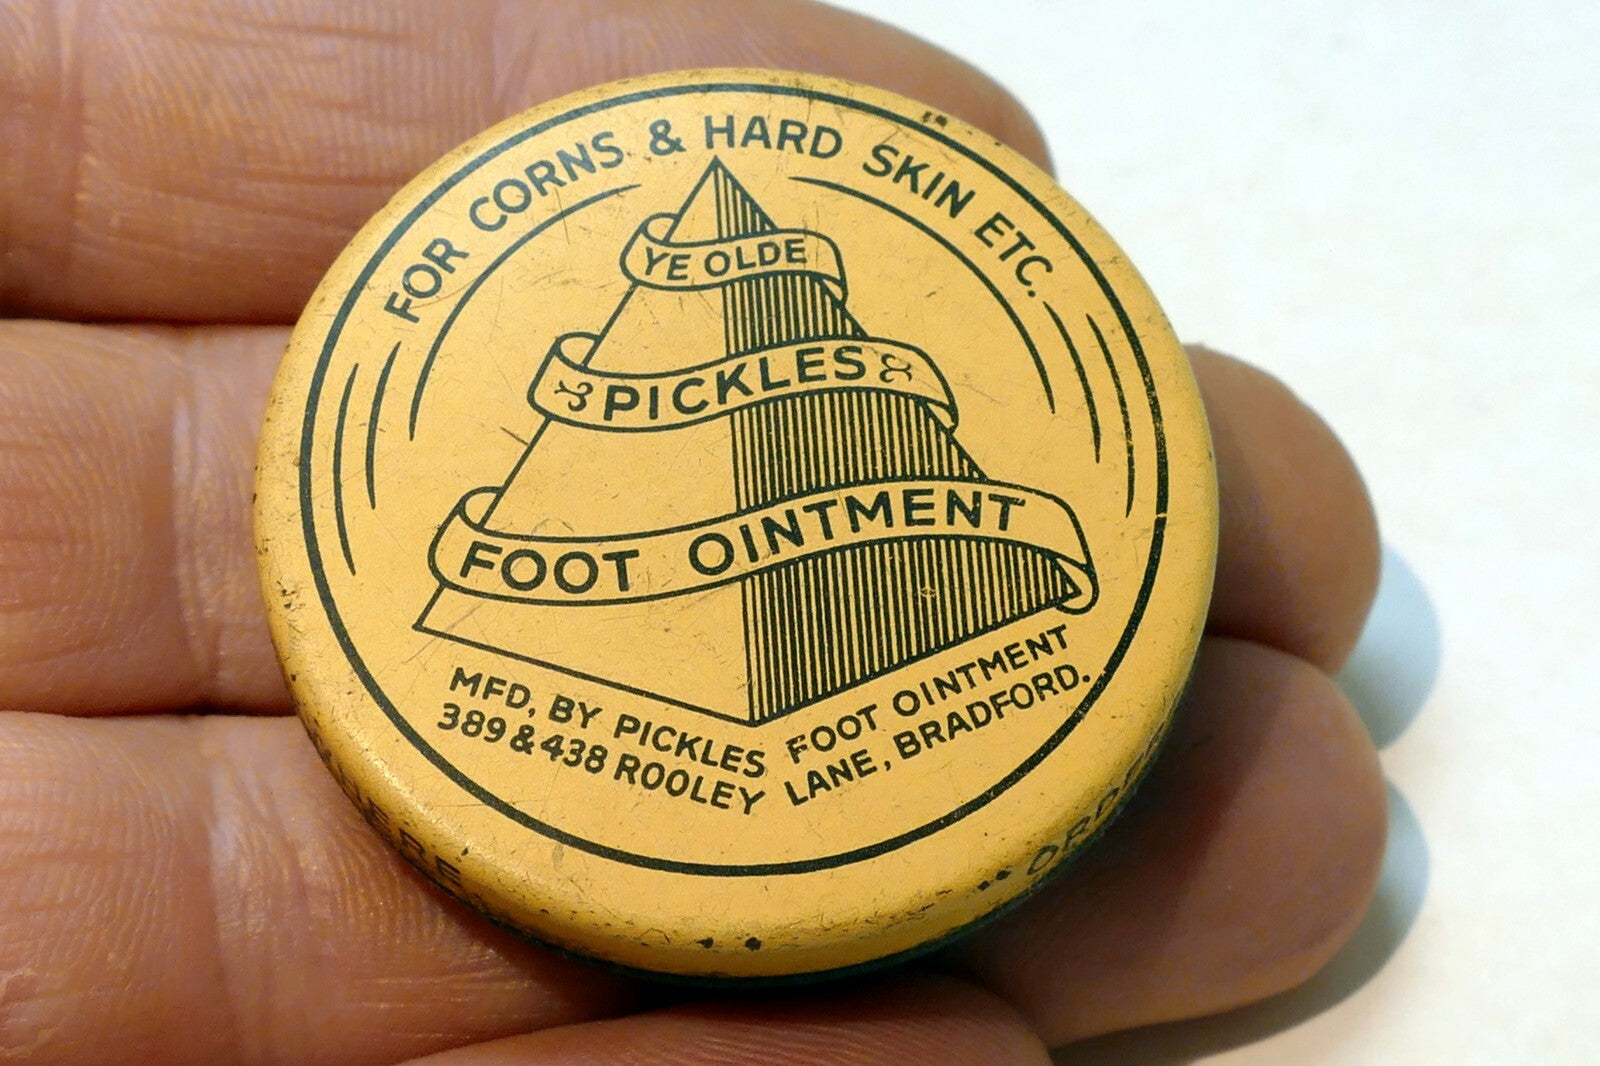 FOR CORNS & HARD SKIN ETC.
YE OLDE
PICKLES
FOOT OINTMENT
MFD, BY PICKLES FOOT OINTMENT
389 & 438 ROOLEY LANE, BRADFORD.